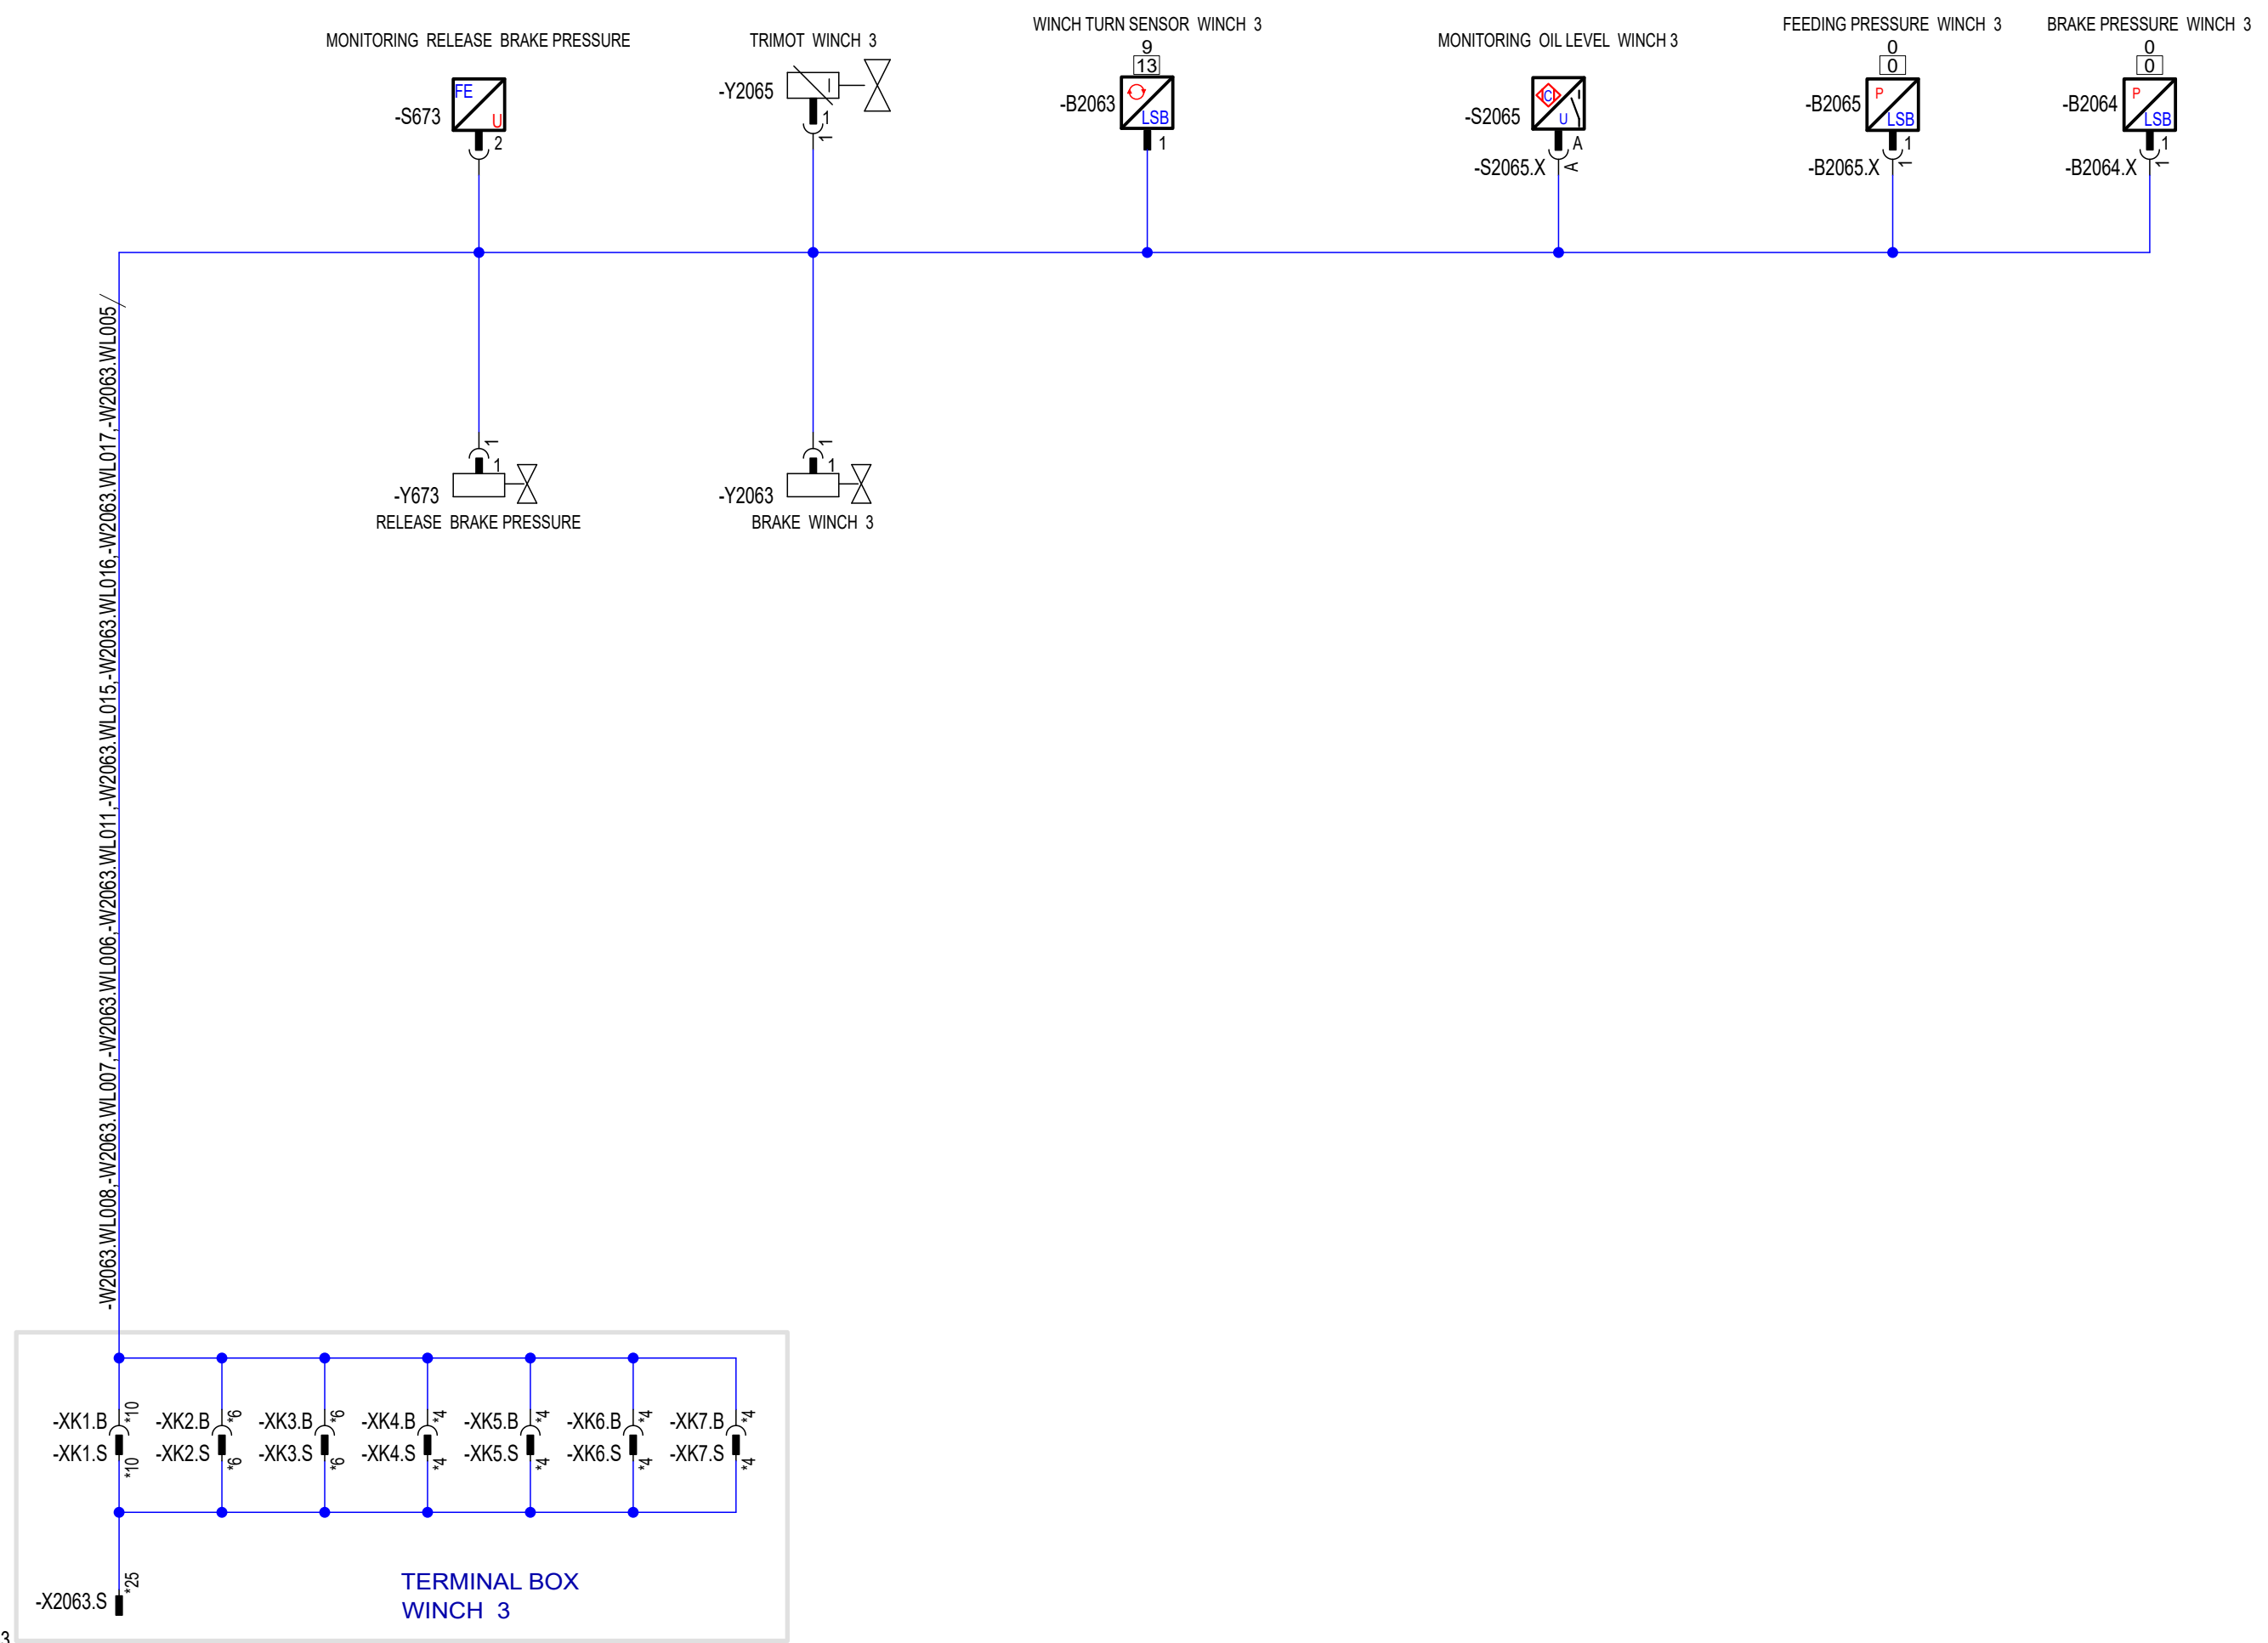 MONITORING RELEASE BRAKE PRESSURE
-S673
FE
U
2
TRIMOT WINCH 3
-Y2065
1
1
WINCH TURN SENSOR WINCH 3
9
13
-B2063
LSB
1
MONITORING OIL LEVEL WINCH 3
-S2065
C
U
A
-S2065.X
A
FEEDING PRESSURE WINCH 3
0
0
-B2065
P
LSB
1
-B2065.X
1
BRAKE PRESSURE WINCH 3
0
0
-B2064
P
LSB
1
-B2064.X
1
-W2063.WL008,-W2063.WL007,-W2063.WL006,-W2063.WL011,-W2063.WL015,-W2063.WL016,-W2063.WL017,-W2063.WL005
1
1
-Y673
RELEASE BRAKE PRESSURE
1
1
-Y2063
BRAKE WINCH 3
-XK1.B *10 -XK2.B *6 -XK3.B *6 -XK4.B *4 -XK5.B *4 -XK6.B *4 -XK7.B *4
-XK1.S *10 -XK2.S *6 -XK3.S *6 -XK4.S *4 -XK5.S *4 -XK6.S *4 -XK7.S *4
-X2063.S *25
TERMINAL BOX
WINCH 3
3